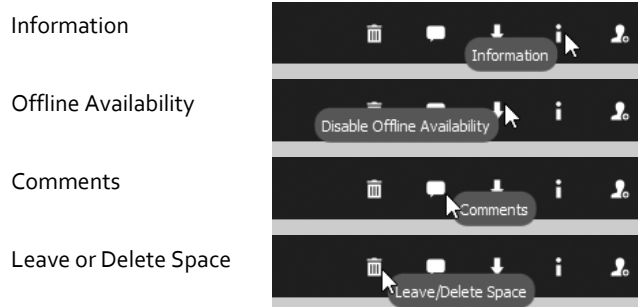 Information
Information
Offline Availability
Disable Offline Availability
Comments
Comments
Leave or Delete Space
Leave/Delete Space